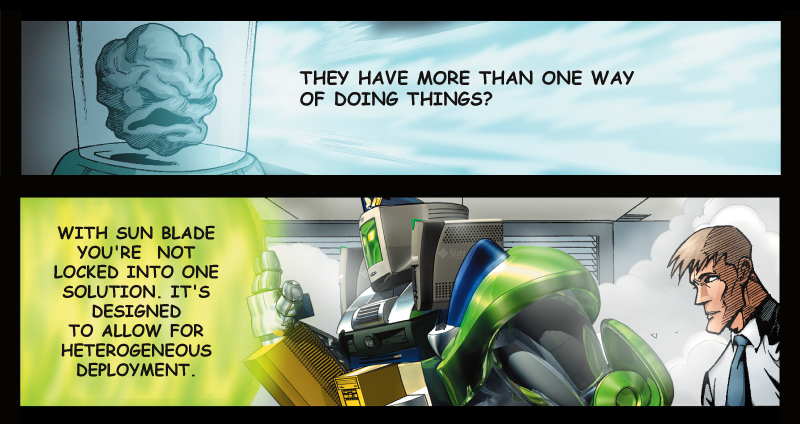 THEY HAVE MORE THAN ONE WAY
OF DOING THINGS?
WITH SUN BLADE
YOU'RE NOT
LOCKED INTO ONE
SOLUTION. IT'S
DESIGNED
TO ALLOW FOR
HETEROGENEOUS
DEPLOYMENT.
Sun